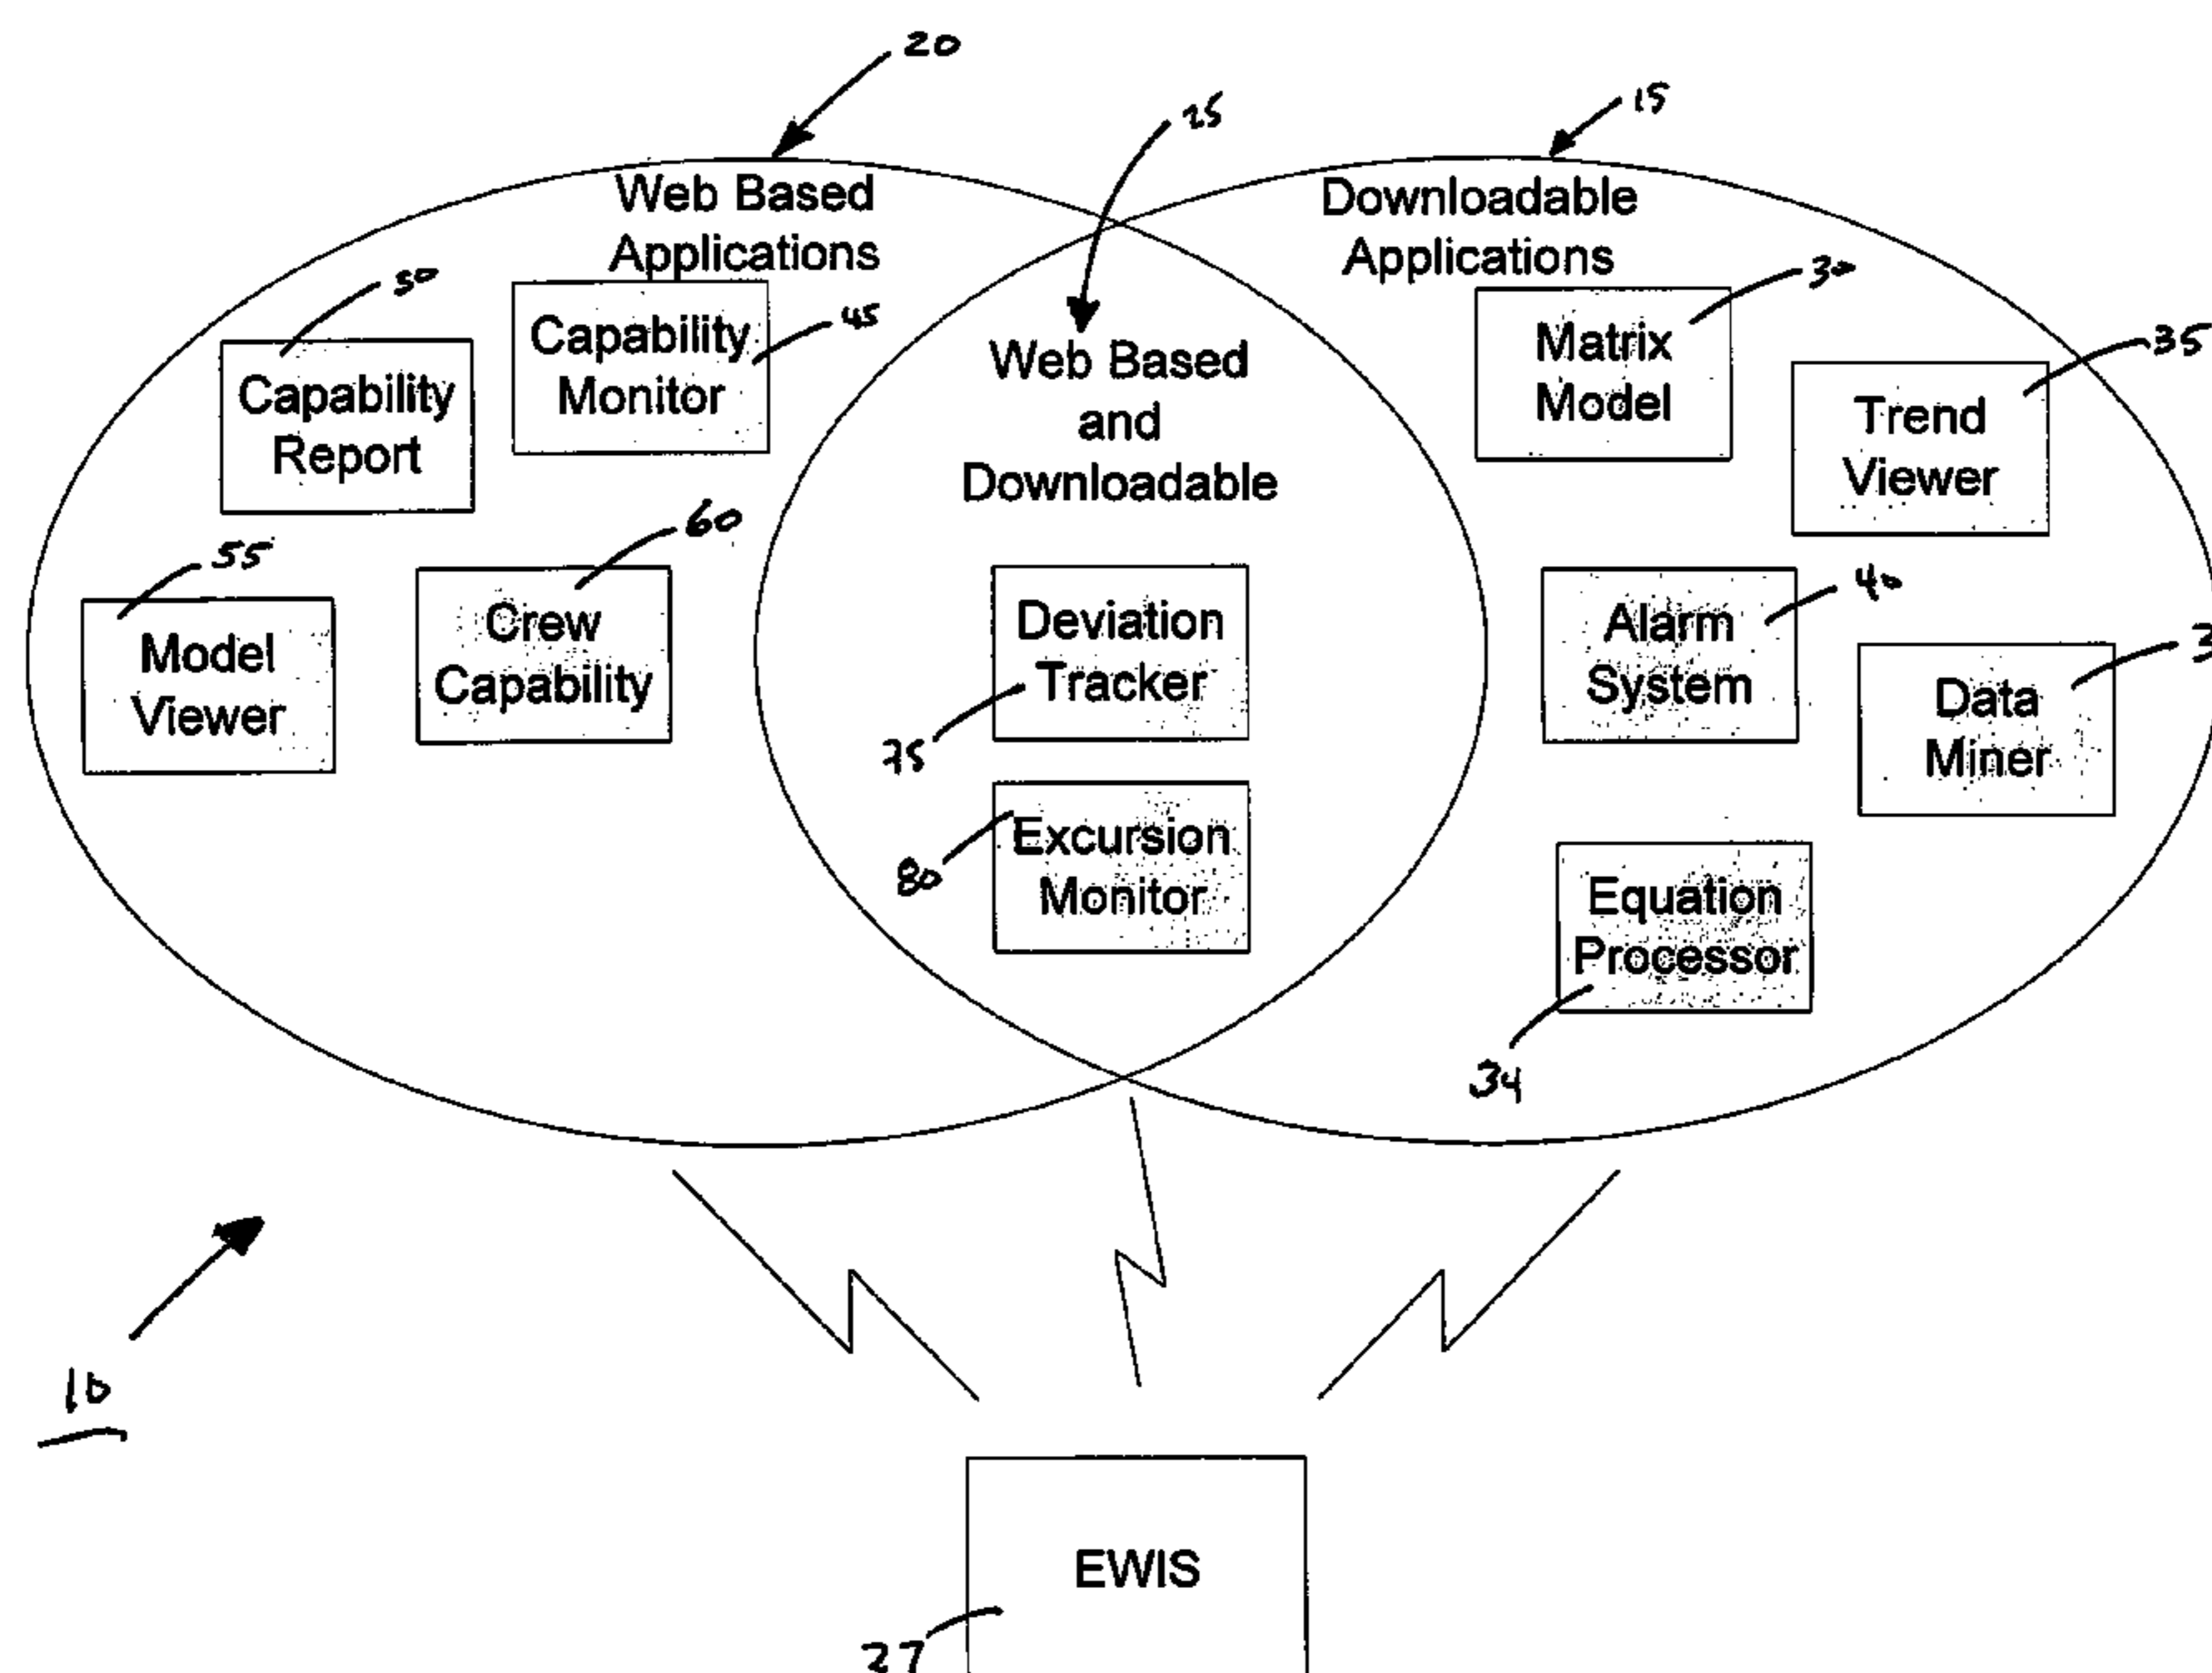 20
15
Web Based
Applications
Downloadable
Applications
50
Capability
Report
Capability
Monitor
45
Web Based
and
Downloadable
Matrix
Model
30
Trend
Viewer
35
55
Model
Viewer
60
Crew
Capability
Deviation
Tracker
75
Excursion
Monitor
80
Alarm
System
40
Data
Miner
Equation
Processor
34
10
EWIS
37